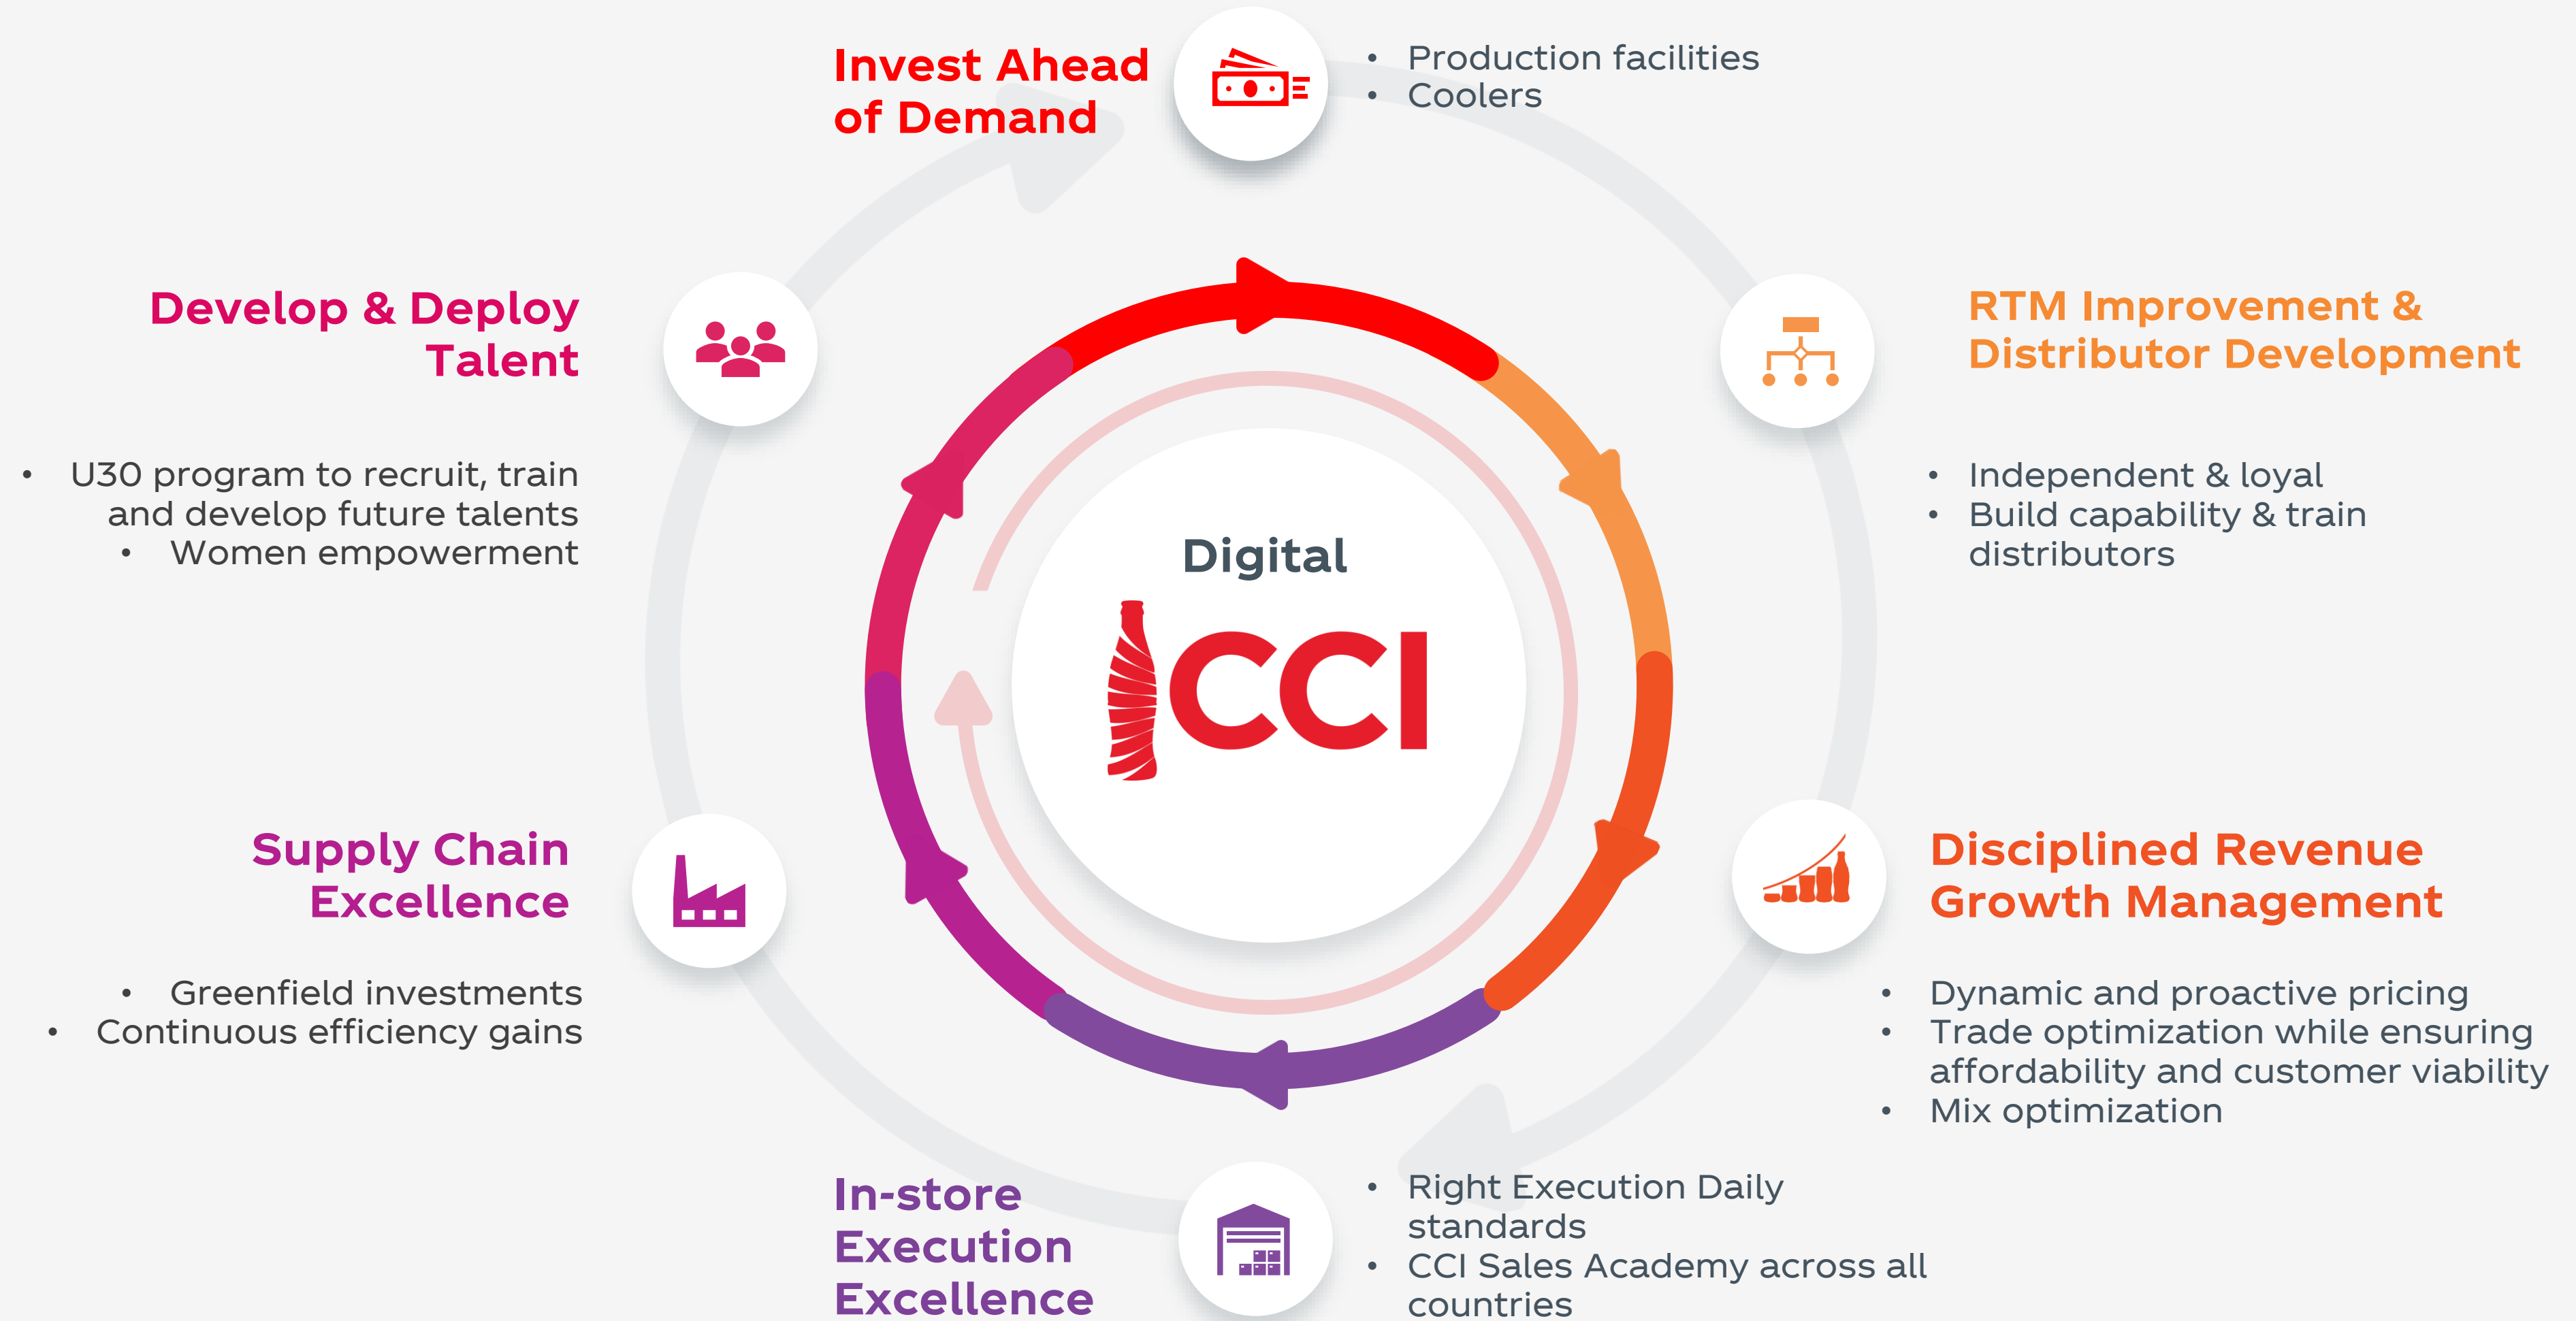 Invest Ahead
of Demand
• Production facilities
• Coolers
RTM Improvement &
Distributor Development
• Independent & loyal
• Build capability & train
distributors
Disciplined Revenue
Growth Management
• Dynamic and proactive pricing
• Trade optimization while ensuring
affordability and customer viability
• Mix optimization
In-store
Execution
Excellence
• Right Execution Daily
standards
• CCI Sales Academy across all
countries
Supply Chain
Excellence
• Greenfield investments
• Continuous efficiency gains
Develop & Deploy
Talent
• U30 program to recruit, train
and develop future talents
• Women empowerment
Digital
CCI